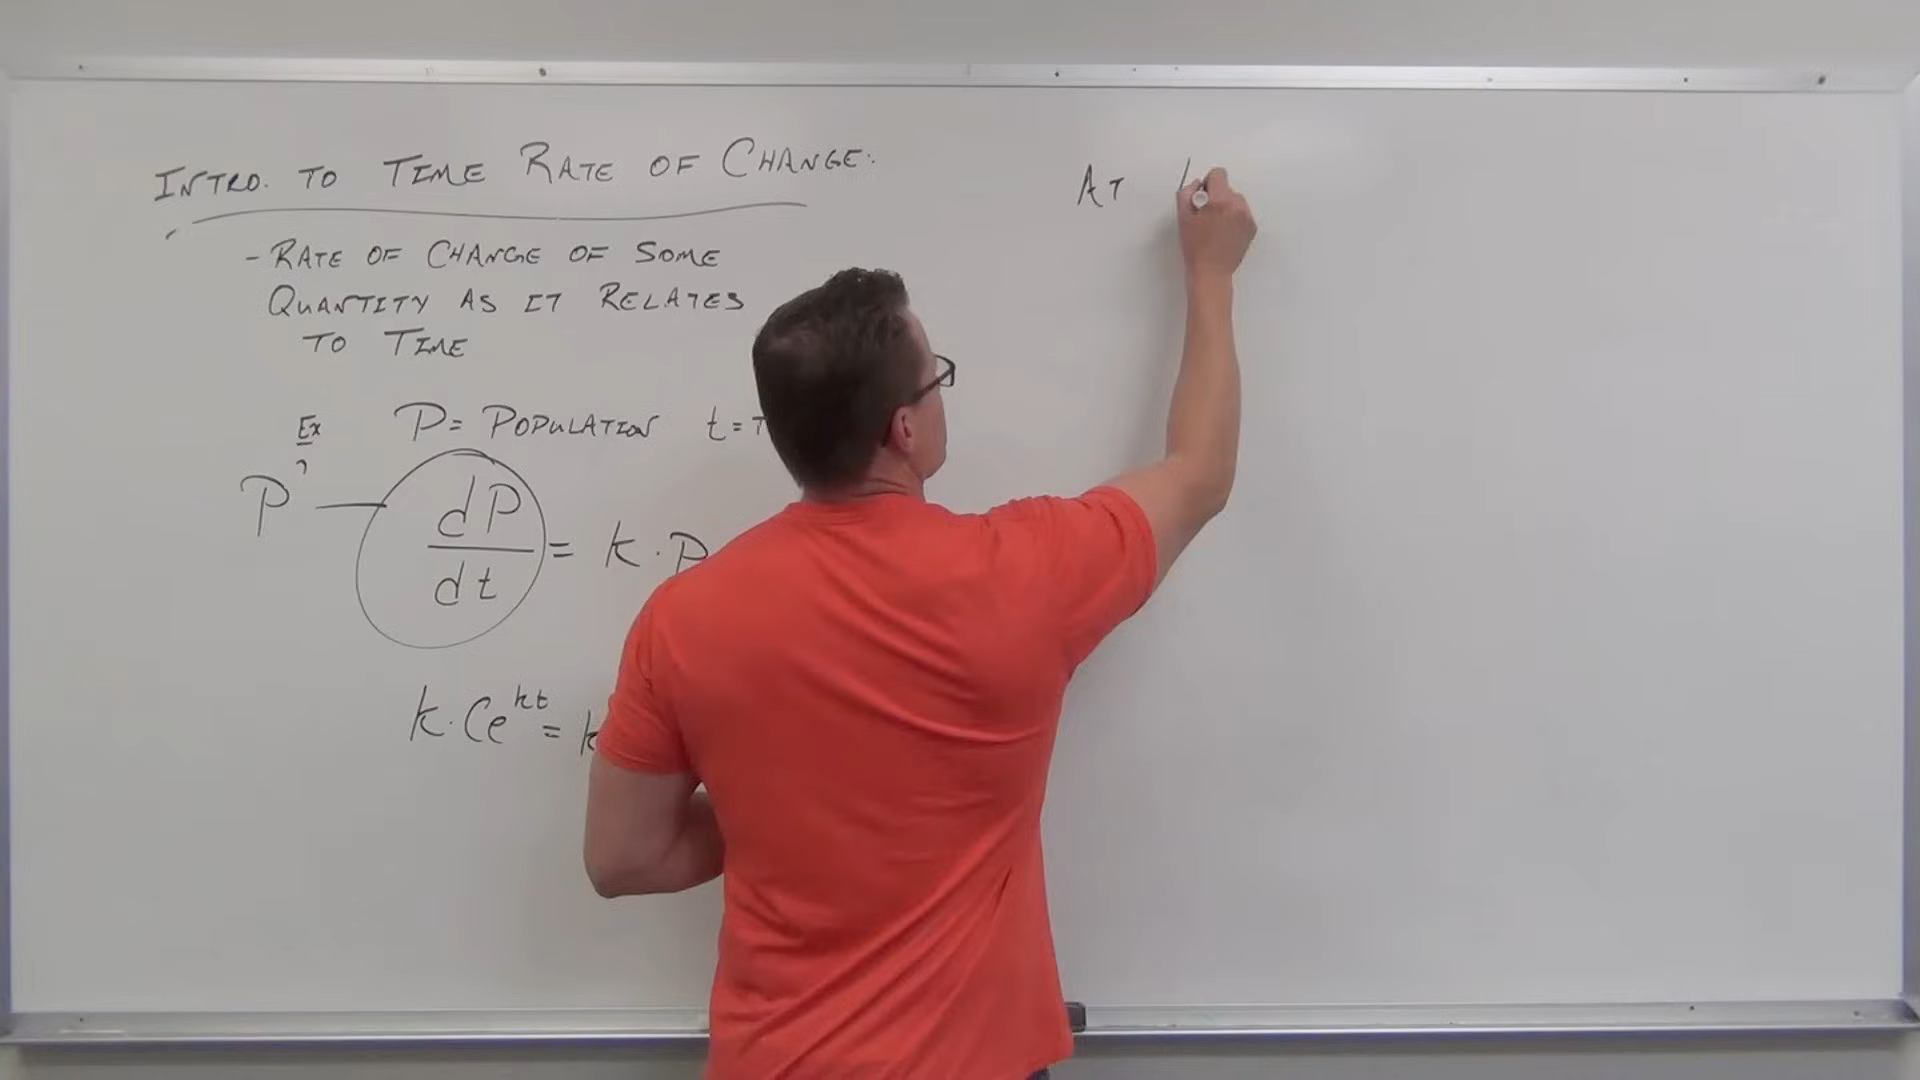 INTRO. TO TIME RATE OF CHANGE:
- RATE OF CHANGE OF SOME
QUANTITY AS IT RELATES
TO TIME
Ex P = POPULATION t =
P' — dP/dt = k · P
k · Ce^kt = k
AT